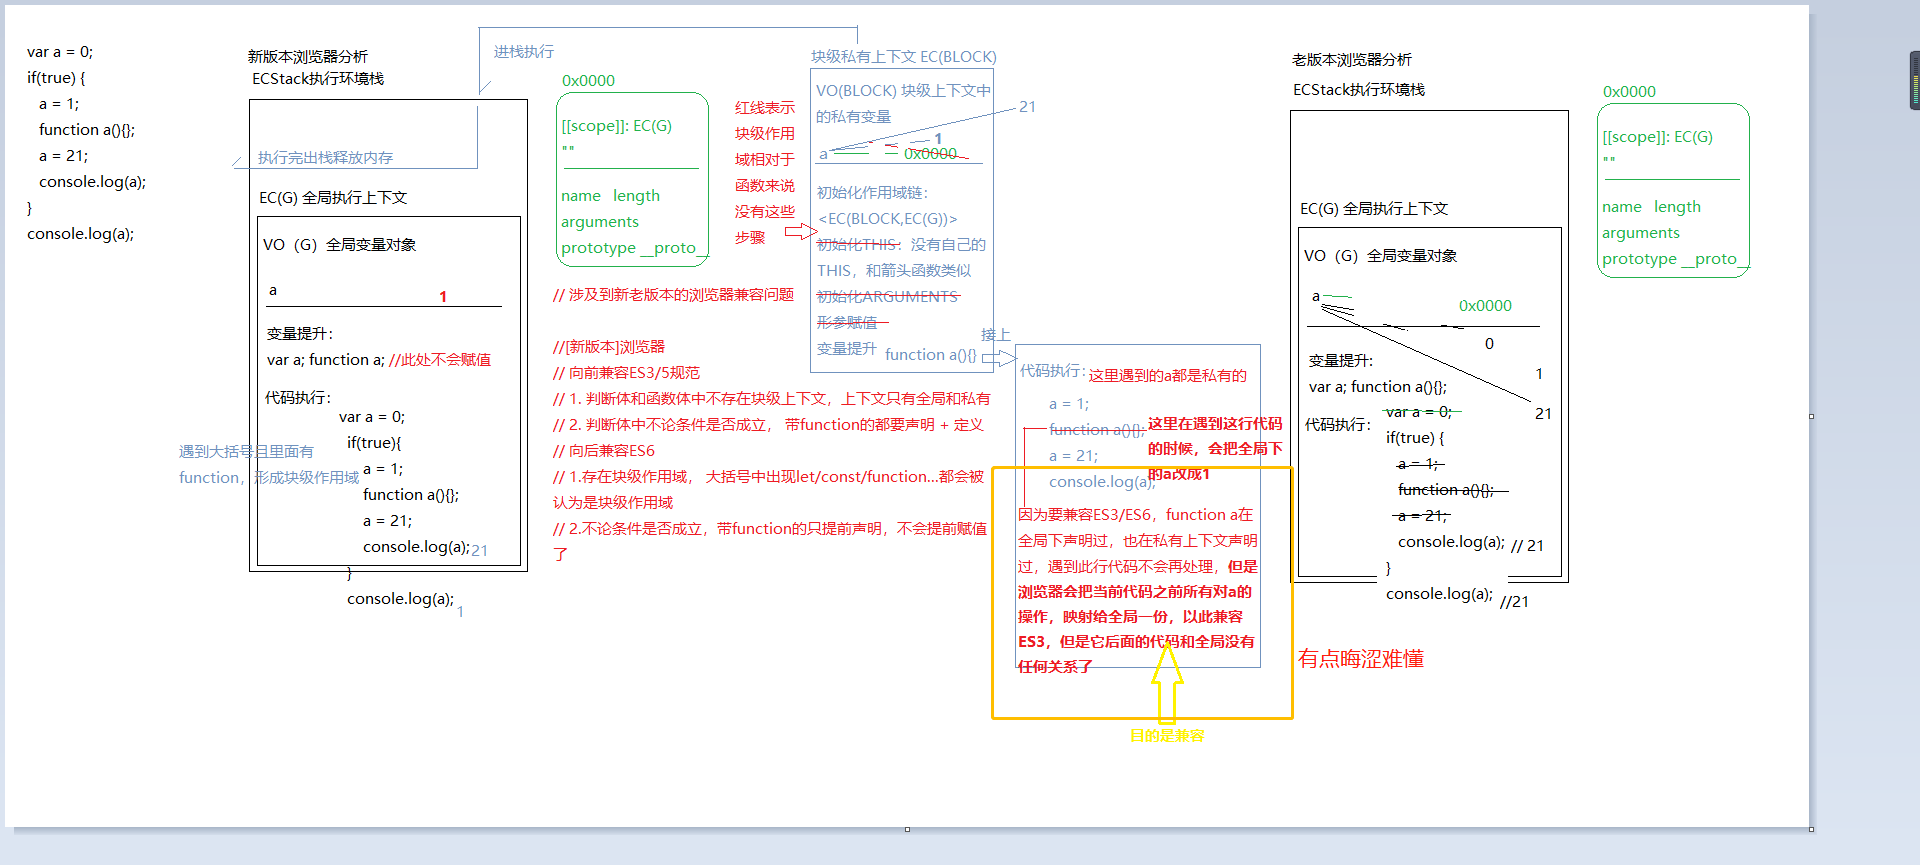 var a = 0;
if(true) {
a = 1;
function a(){};
a = 21;
console.log(a);
}
console.log(a);
新版本浏览器分析
ECStack执行环境栈
进栈执行
执行完出栈释放内存
EC(G) 全局执行上下文
VO（G）全局变量对象
a
1
变量提升：
var a; function a; //此处不会赋值
代码执行：
var a = 0;
if(true){
a = 1;
function a(){};
a = 21;
console.log(a); 21
}
console.log(a); 1
遇到大括号且里面有
function，形成块级作用域
0x0000
[[scope]]: EC(G)
""
name length
arguments
prototype __proto__
红线表示
块级作用
域相对于
函数来说
没有这些
步骤
// 涉及到新老版本的浏览器兼容问题
//[新版本]浏览器
// 向前兼容ES3/5规范
// 1. 判断体和函数体中不存在块级上下文，上下文只有全局和私有
// 2. 判断体中不论条件是否成立， 带function的都要声明 + 定义
// 向后兼容ES6
// 1.存在块级作用域， 大括号中出现let/const/function...都会被
认为是块级作用域
// 2.不论条件是否成立，带function的只提前声明，不会提前赋值
了
块级私有上下文 EC(BLOCK)
VO(BLOCK) 块级上下文中
的私有变量
21
1
a
0x0000
初始化作用域链：
<EC(BLOCK,EC(G))>
初始化THIS：没有自己的
THIS，和箭头函数类似
初始化ARGUMENTS
形参赋值
变量提升 function a(){}
接上
代码执行：这里遇到的a都是私有的
a = 1;
function a(){};
a = 21;
console.log(a);
这里在遇到这行代码
的时候，会把全局下
的a改成1
因为要兼容ES3/ES6，function a在
全局下声明过，也在私有上下文声明
过，遇到此行代码不会再处理，但是
浏览器会把当前代码之前所有对a的
操作，映射给全局一份，以此兼容
ES3，但是它后面的代码和全局没有
任何关系了
目的是兼容
有点晦涩难懂
老版本浏览器分析
ECStack执行环境栈
EC(G) 全局执行上下文
VO（G）全局变量对象
a
0x0000
0
1
21
变量提升:
var a; function a(){};
代码执行：
var a = 0;
if(true) {
a = 1;
function a(){};
a = 21;
console.log(a); // 21
}
console.log(a); //21
0x0000
[[scope]]: EC(G)
""
name length
arguments
prototype __proto__